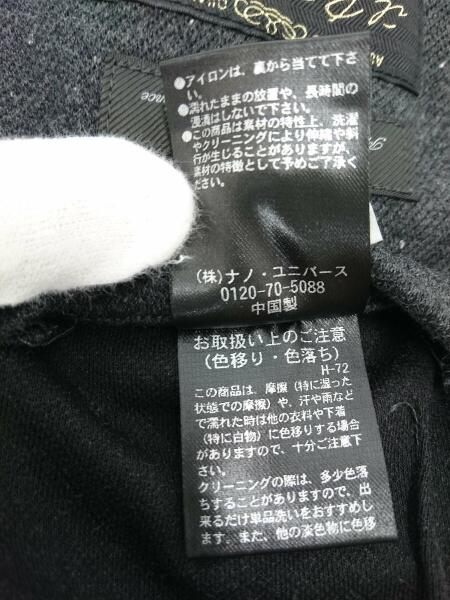 ●アイロンは、裏から当てて下さ
い。
●濡れたままの放置や、長時間の
浸漬はしないで下さい。
●この商品は素材の特性上、洗濯
やクリーニングにより伸縮や斜
行が生じることがありますが、
素材の特徴として予めご了承く
ださい。
(株)ナノ・ユニバース
0120-70-5088
中国製
お取扱い上のご注意
(色移り・色落ち)
H-72
この商品は、摩擦(特に湿った
状態での摩擦)や、汗や雨など
で濡れた時は他の衣料や下着
(特に白物)に色移りする場合
がありますので、十分ご注意下
さい。
クリーニングの際は、多少色落
ちすることがありますので、出
来るだけ単品洗いをおすすめし
ます。また、他の淡色物に色移